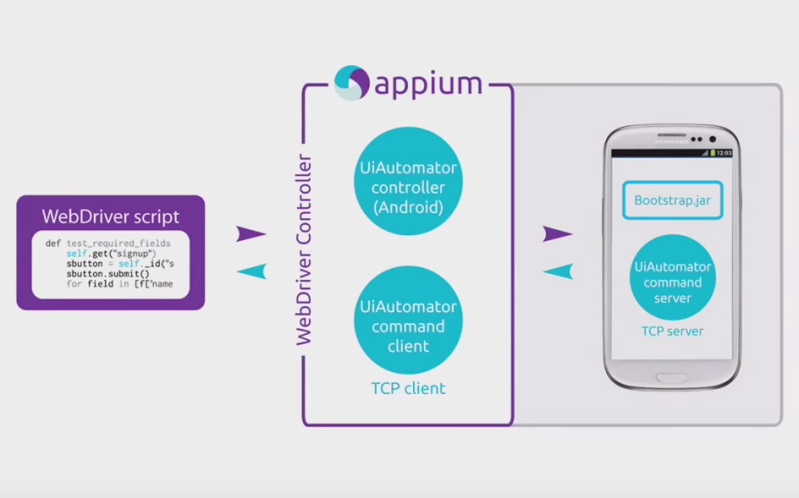 appium
WebDriver script
def test_required_fields
self.get("signup")
sbutton = self._id("s
sbutton.submit()
for field in [f['name
WebDriver Controller
UiAutomator
controller
(Android)
UiAutomator
command
client
TCP client
SAMSUNG
12:03
Bootstrap.jar
UiAutomator
command
server
TCP server